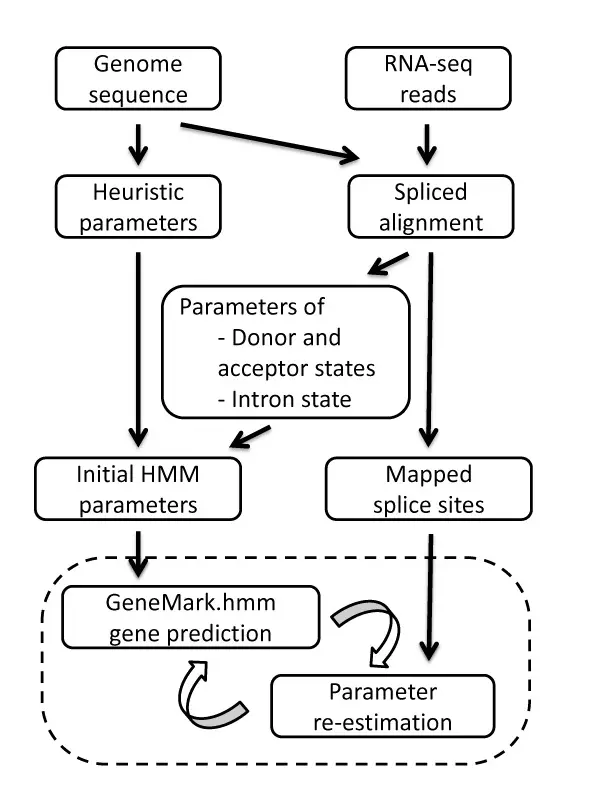 Genome
sequence
RNA-seq
reads
Heuristic
parameters
Spliced
alignment
Parameters of
- Donor and
acceptor states
- Intron state
Initial HMM
parameters
Mapped
splice sites
GeneMark.hmm
gene prediction
Parameter
re-estimation